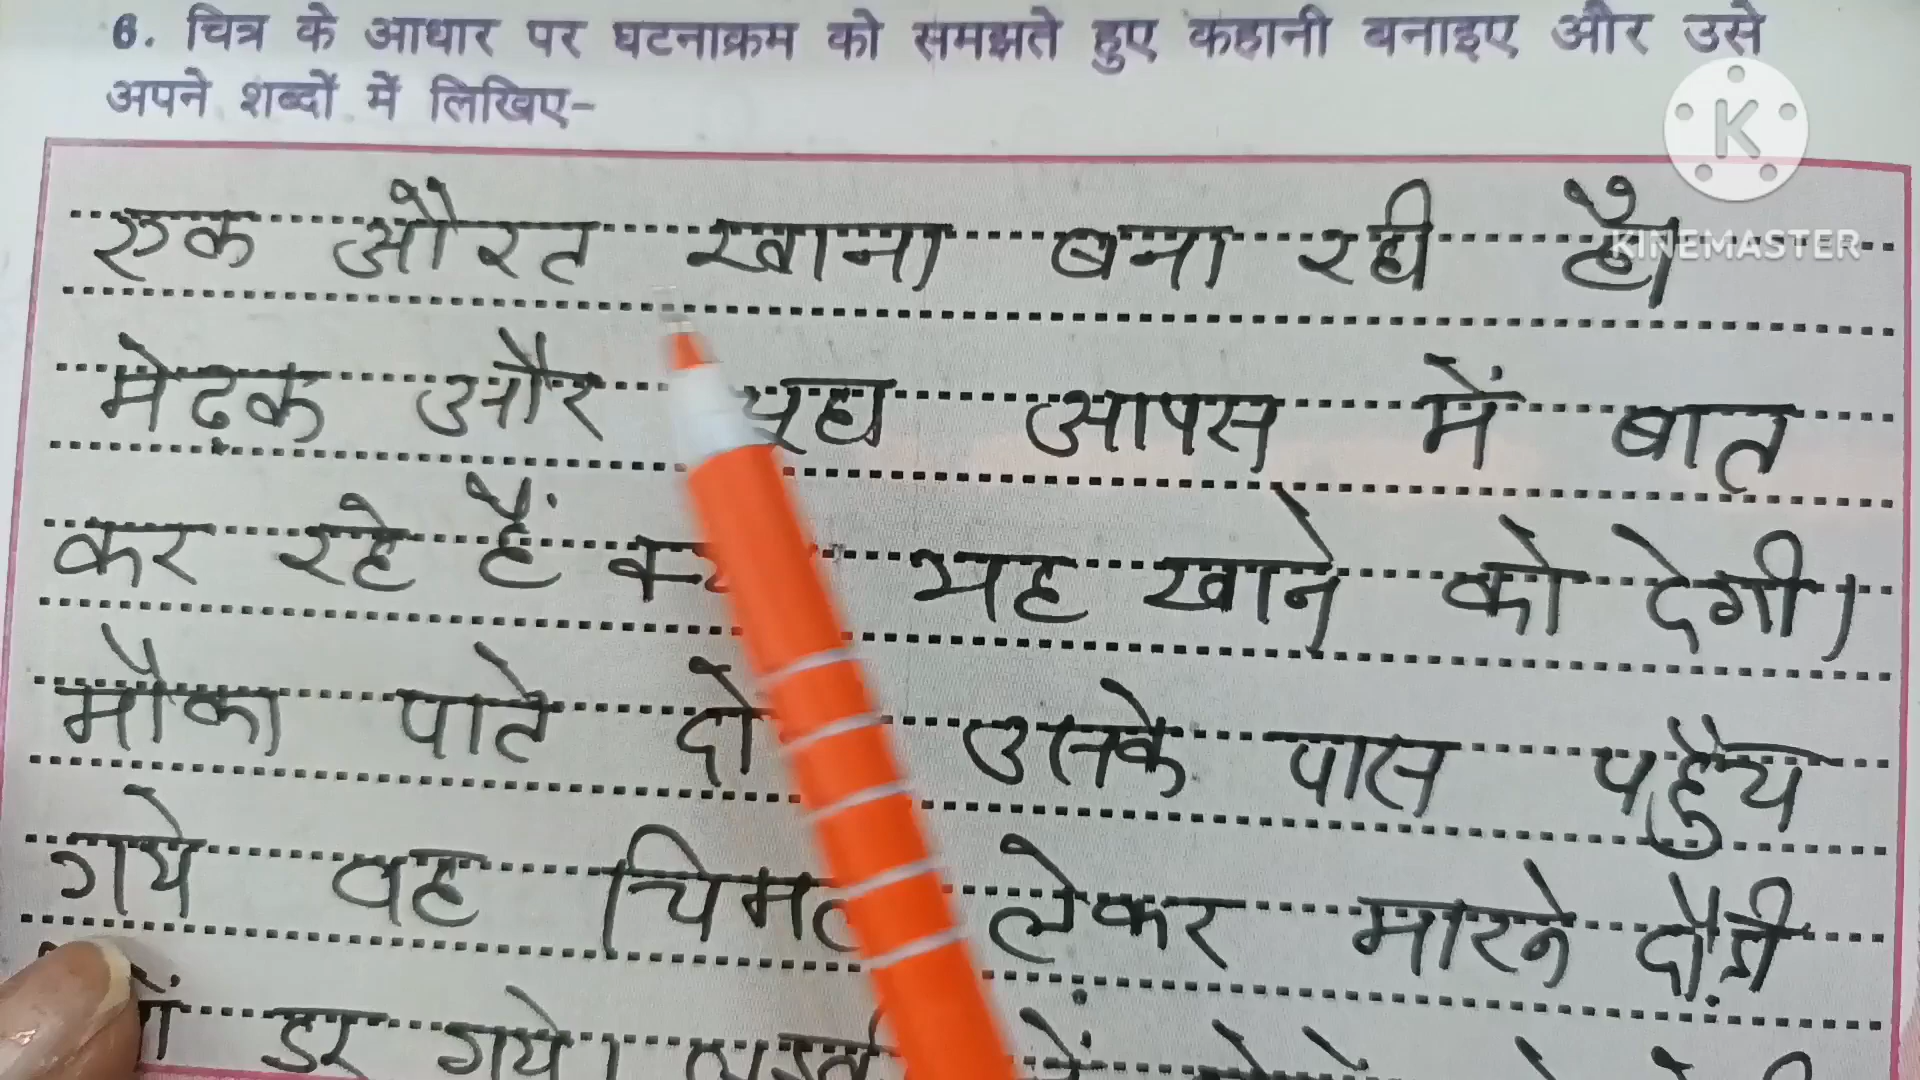 6. चित्र के आधार पर घटनाक्रम को समझते हुए कहानी बनाइए और उसे
अपने शब्दों में लिखिए-
K
KINEMASTER
एक औरत खाना बना रही है।
मेढ़क और आपस में बात
कर रहे हैं यह खाने को देगी।
मौका पाते उसके पास पहुँच
गये वह लेकर मारने दौड़ी
डर गये।